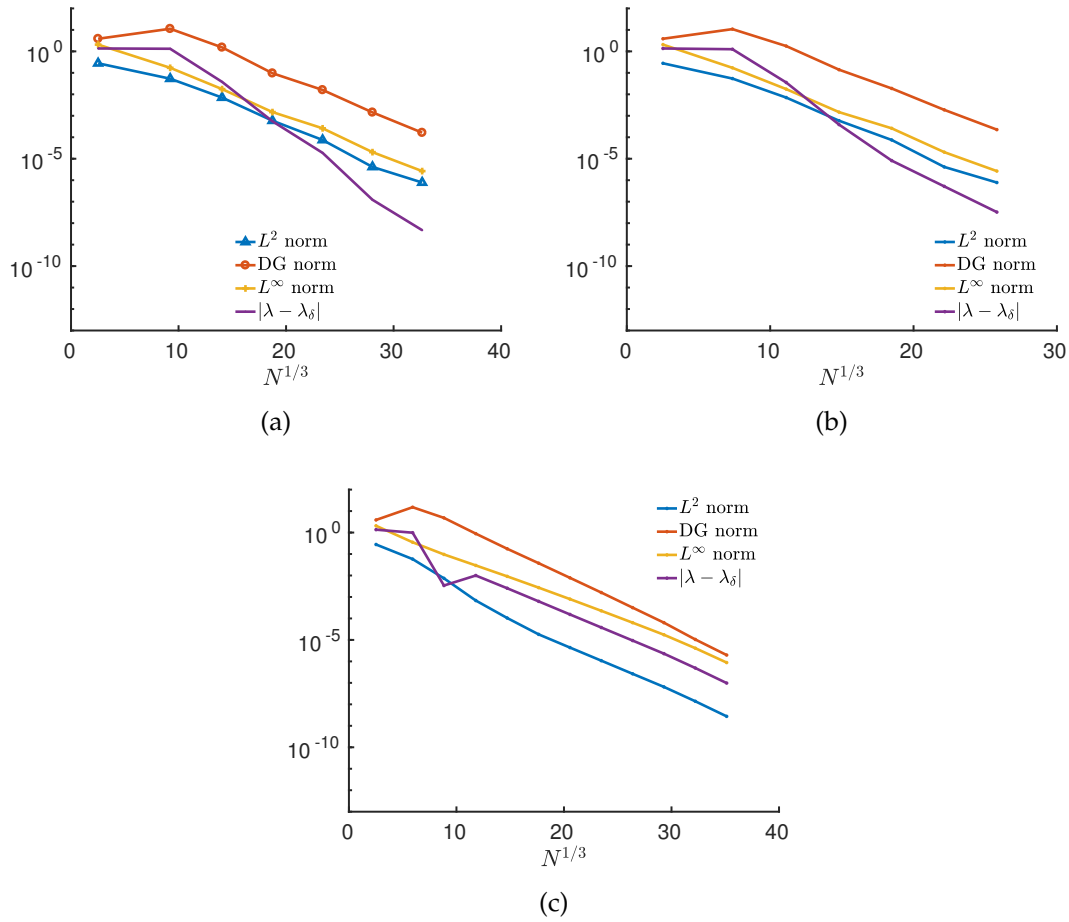 10^0
10^-5
10^-10
L^2 norm
DG norm
L^∞ norm
|λ − λ_δ|
0 10 20 30 40
N^{1/3}
(a)
10^0
10^-5
10^-10
L^2 norm
DG norm
L^∞ norm
|λ − λ_δ|
0 10 20 30
N^{1/3}
(b)
10^0
10^-5
10^-10
L^2 norm
DG norm
L^∞ norm
|λ − λ_δ|
0 10 20 30 40
N^{1/3}
(c)